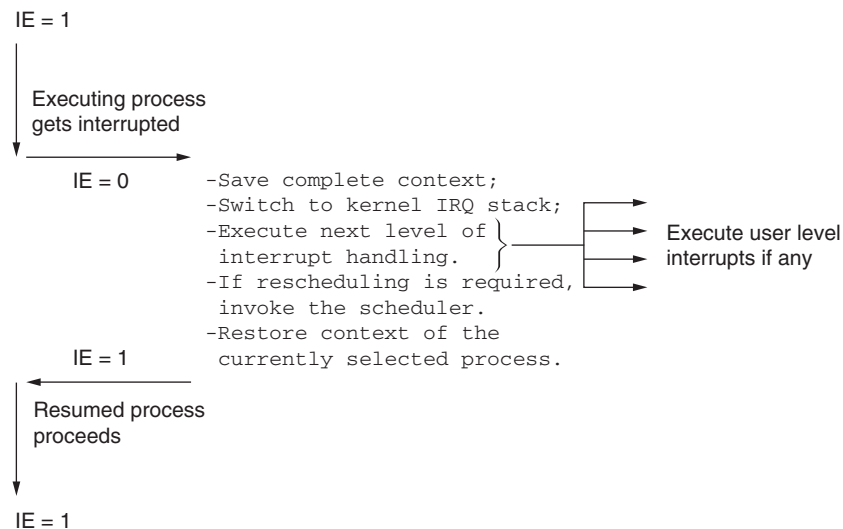 IE = 1
Executing process
gets interrupted
IE = 0
-Save complete context;
-Switch to kernel IRQ stack;
-Execute next level of
interrupt handling.
-If rescheduling is required,
invoke the scheduler.
-Restore context of the
currently selected process.
Execute user level
interrupts if any
IE = 1
Resumed process
proceeds
IE = 1